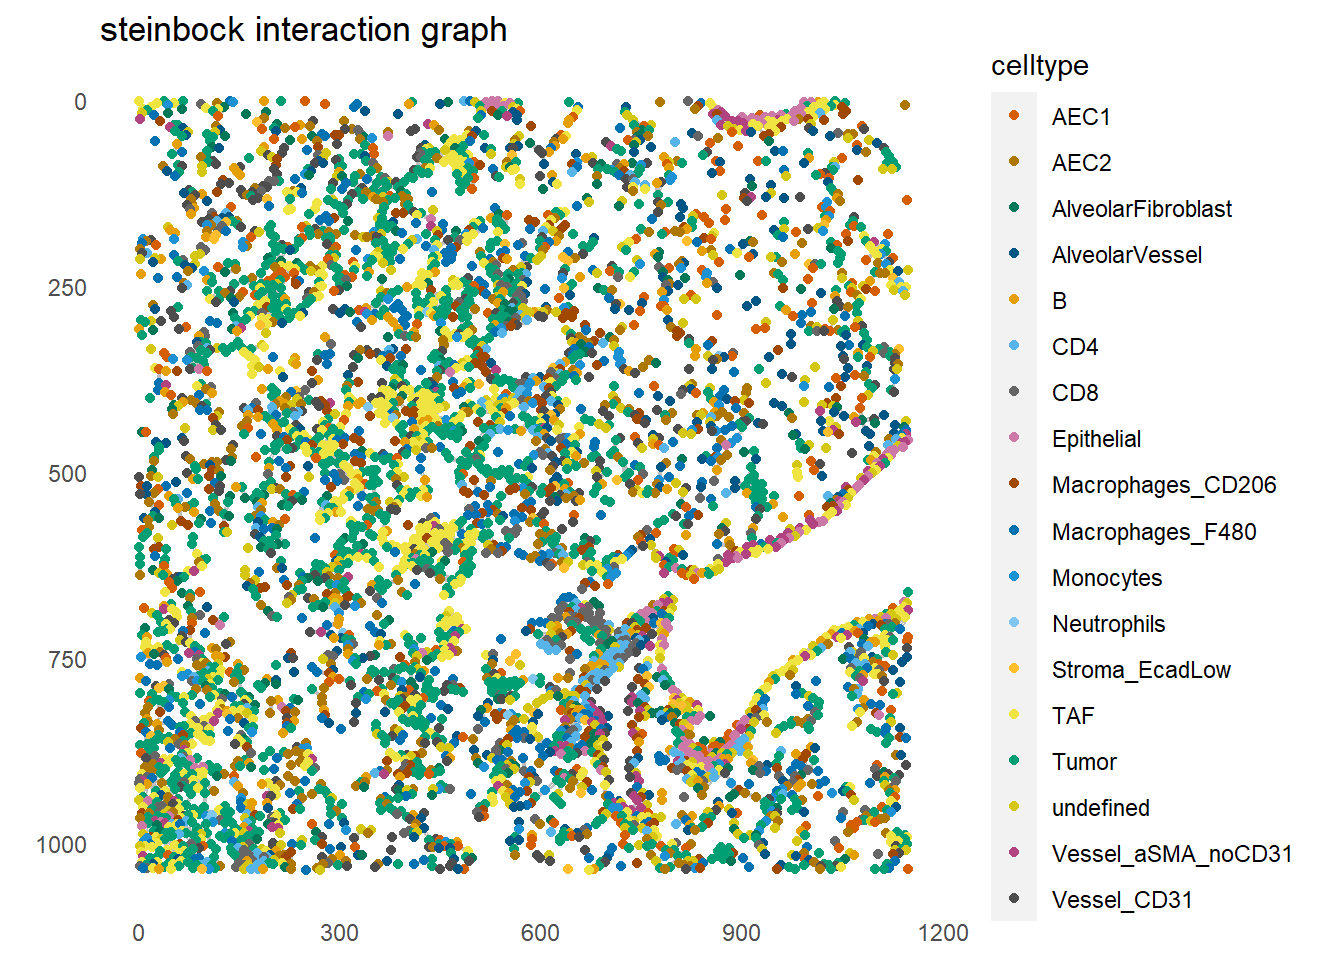 steinbock interaction graph
celltype
AEC1
AEC2
AlveolarFibroblast
AlveolarVessel
B
CD4
CD8
Epithelial
Macrophages_CD206
Macrophages_F480
Monocytes
Neutrophils
Stroma_EcadLow
TAF
Tumor
undefined
Vessel_aSMA_noCD31
Vessel_CD31
0
250
500
750
1000
0 300 600 900 1200